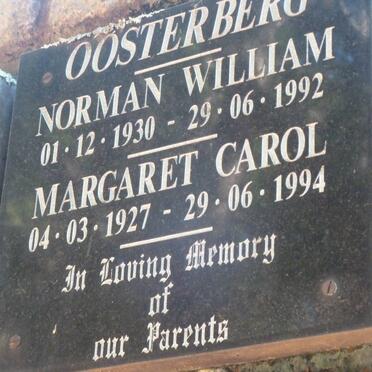 OOSTERBERG
NORMAN WILLIAM
01·12·1930 - 29·06·1992
MARGARET CAROL
04·03·1927 - 29·06·1994
In Loving Memory
of
our Parents